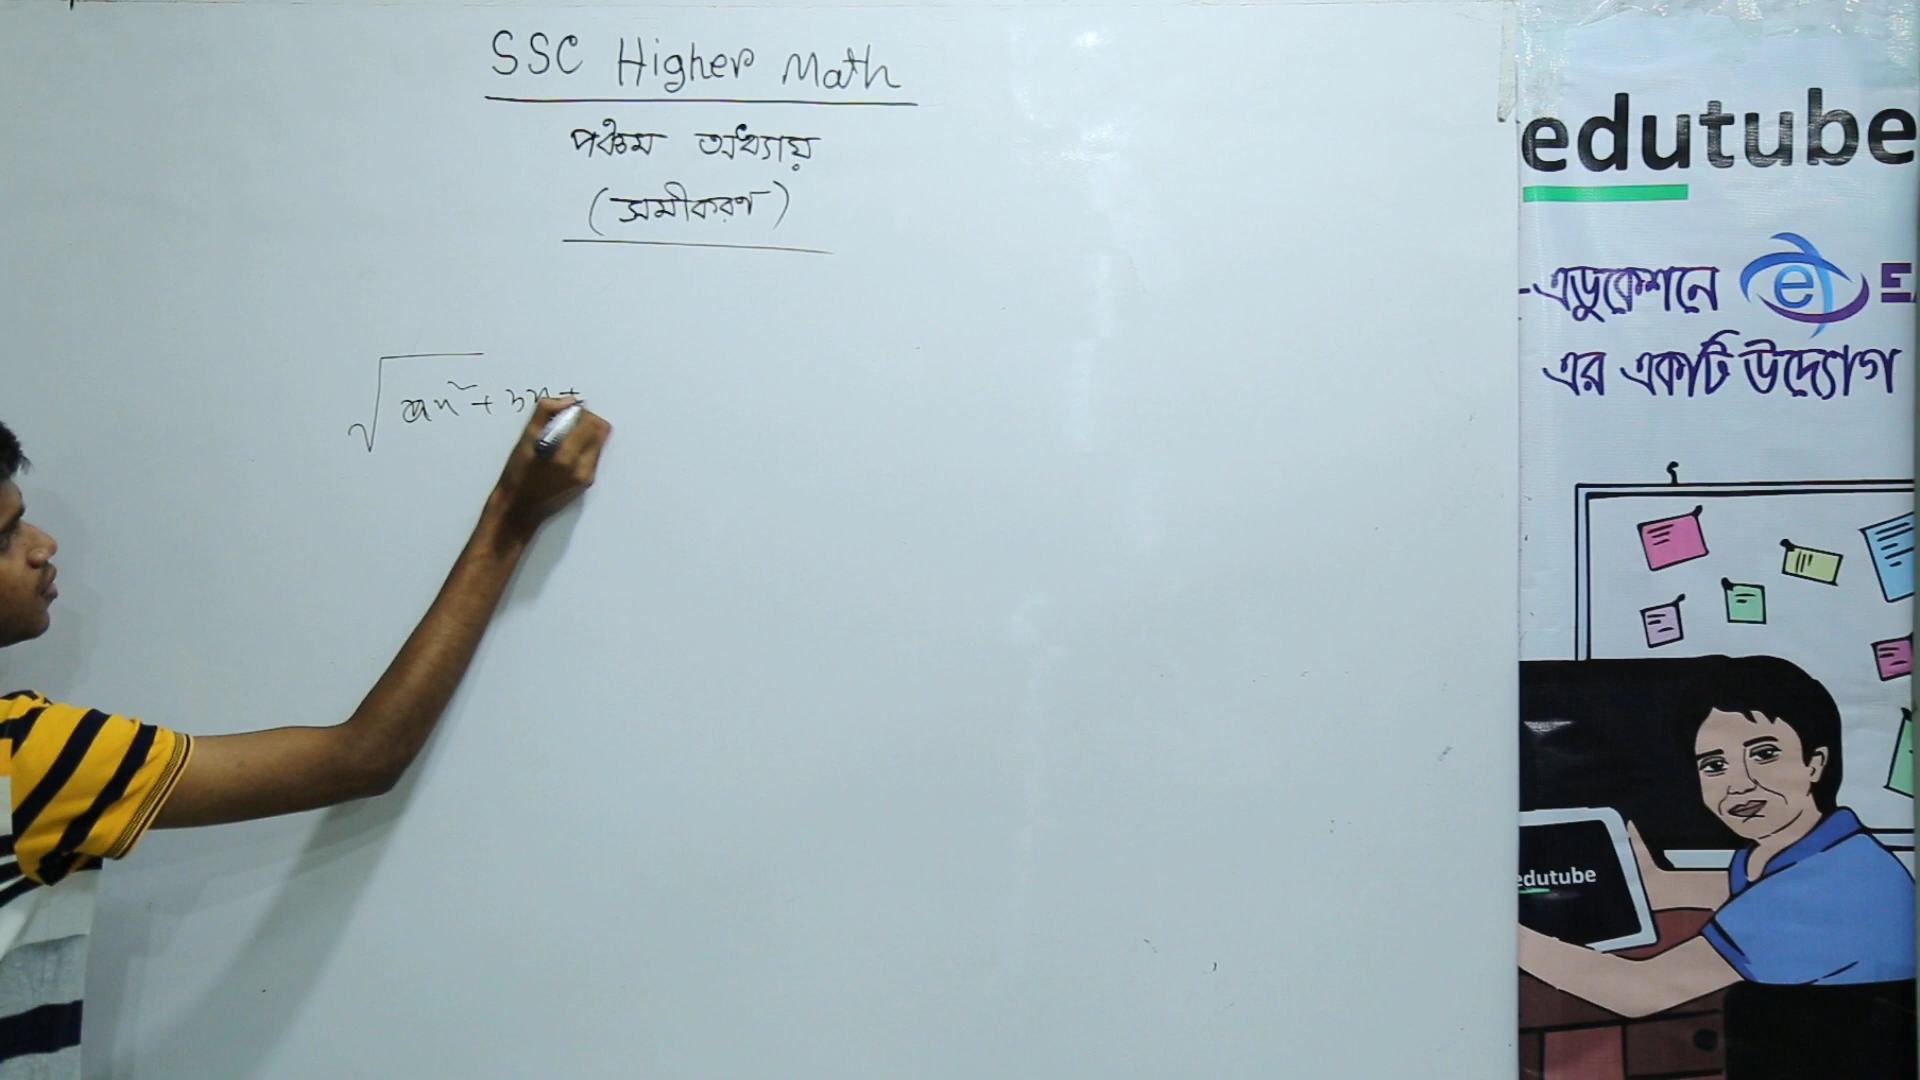 SSC Higher Math
পঞ্চম অধ্যায়
(সমীকরণ)
edutube
-এডুকেশনে
এর একটি উদ্যোগ
edutube